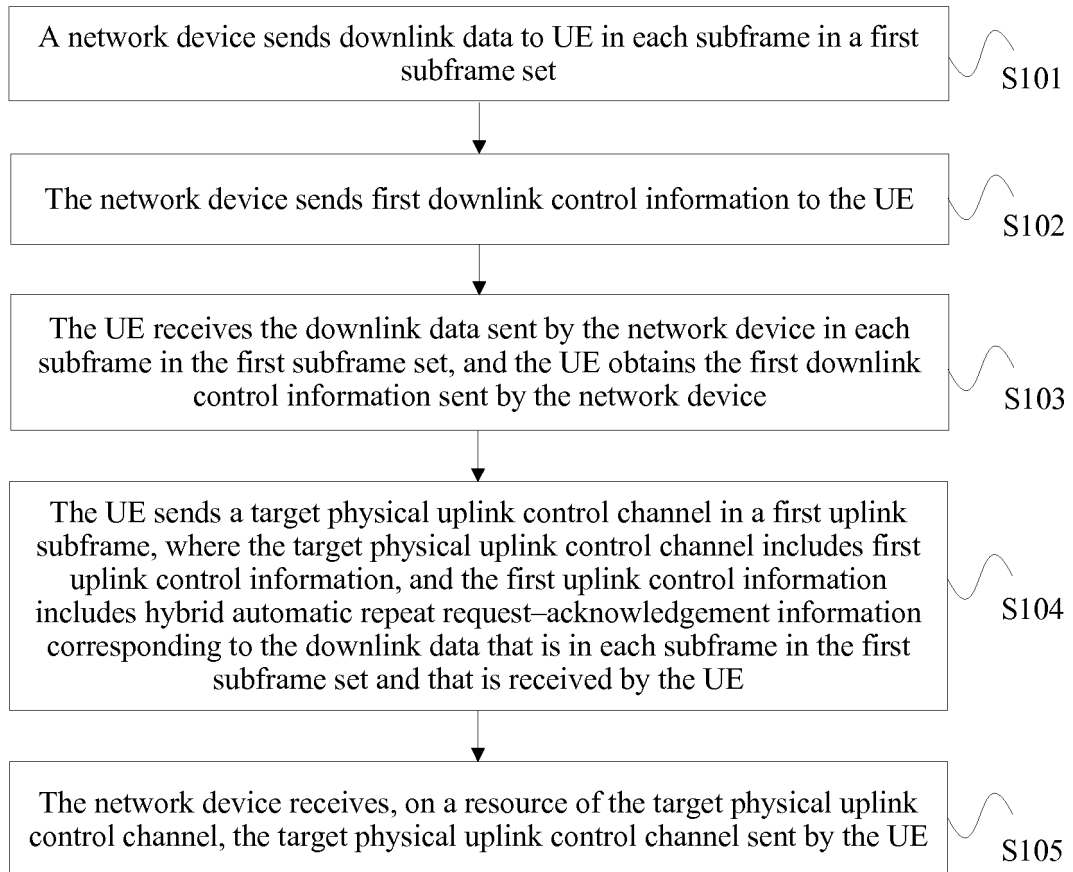 A network device sends downlink data to UE in each subframe in a first
subframe set
S101
The network device sends first downlink control information to the UE
S102
The UE receives the downlink data sent by the network device in each
subframe in the first subframe set, and the UE obtains the first downlink
control information sent by the network device
S103
The UE sends a target physical uplink control channel in a first uplink
subframe, where the target physical uplink control channel includes first
uplink control information, and the first uplink control information
includes hybrid automatic repeat request–acknowledgement information
corresponding to the downlink data that is in each subframe in the first
subframe set and that is received by the UE
S104
The network device receives, on a resource of the target physical uplink
control channel, the target physical uplink control channel sent by the UE
S105